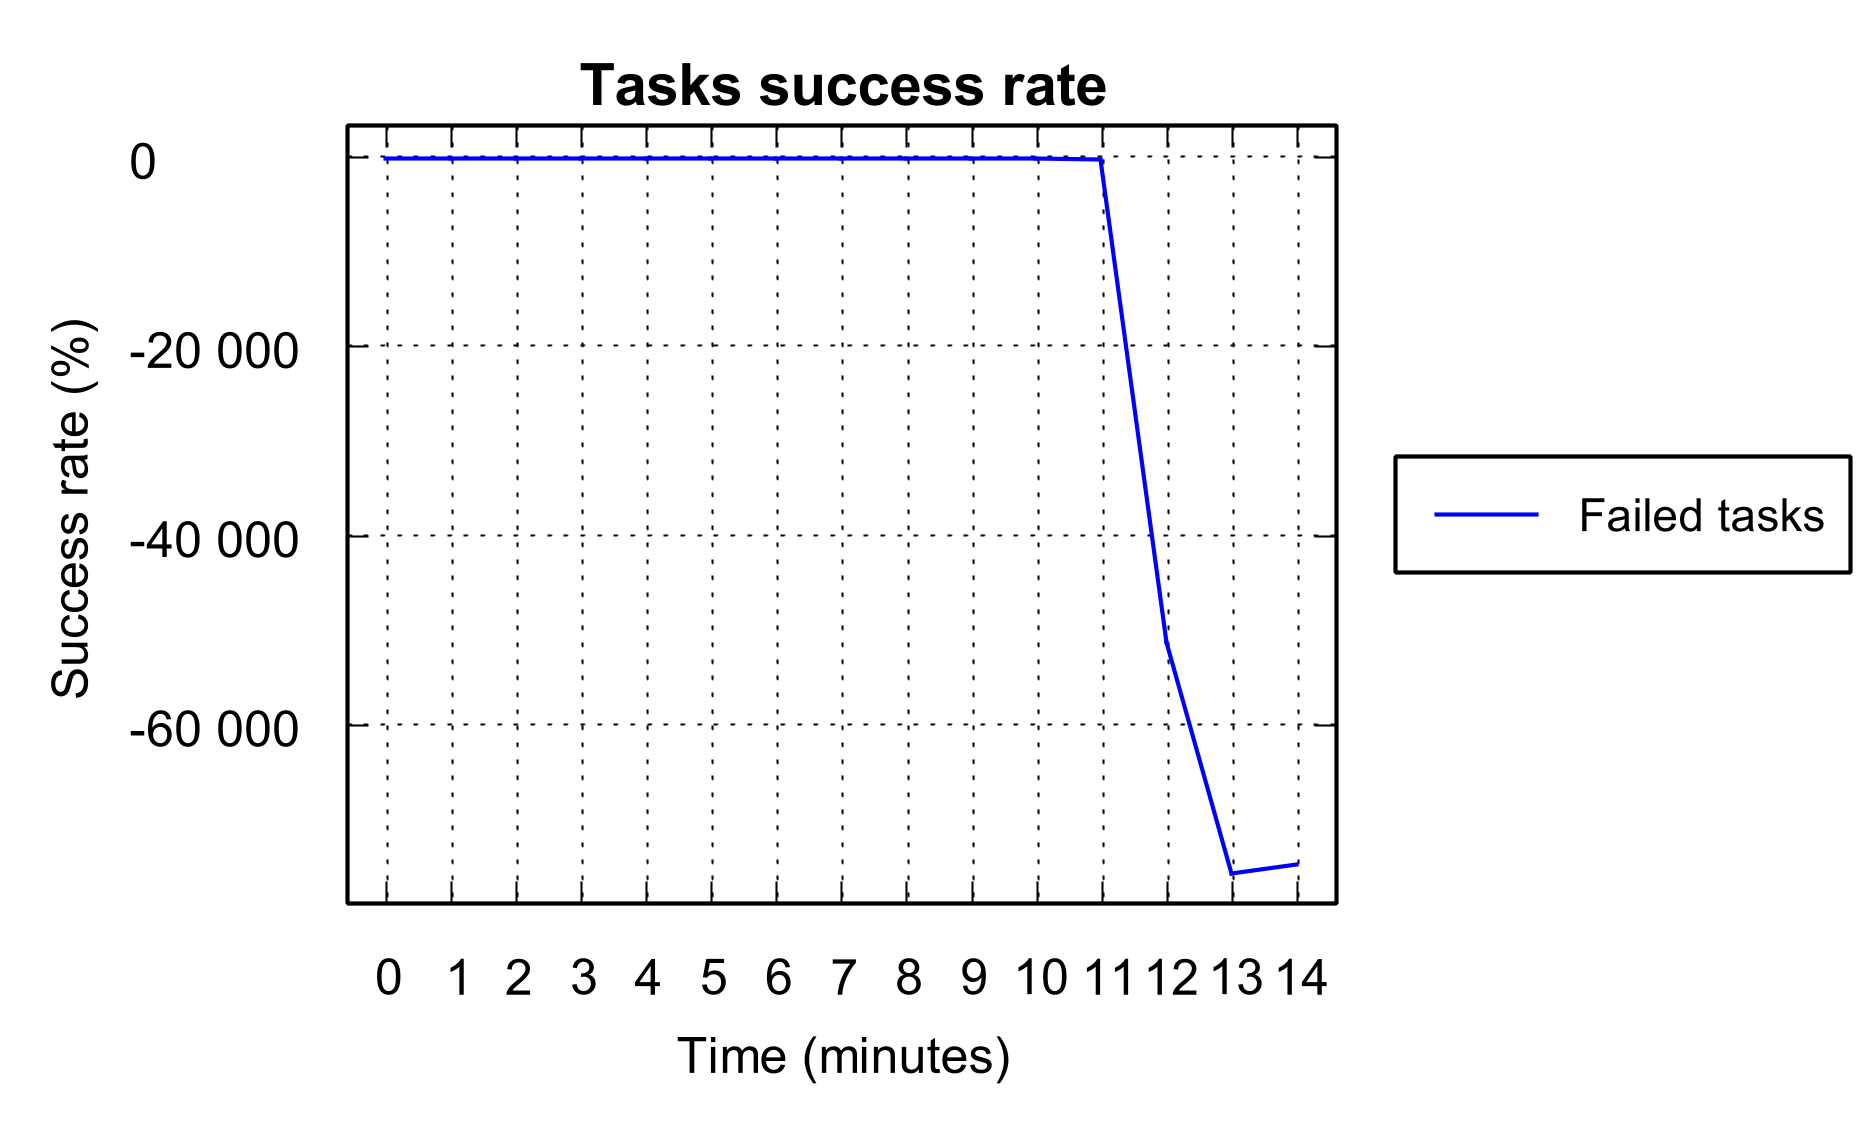 Tasks success rate
0
-20 000
-40 000
-60 000
Success rate (%)
Failed tasks
0 1 2 3 4 5 6 7 8 9 10 11 12 13 14
Time (minutes)